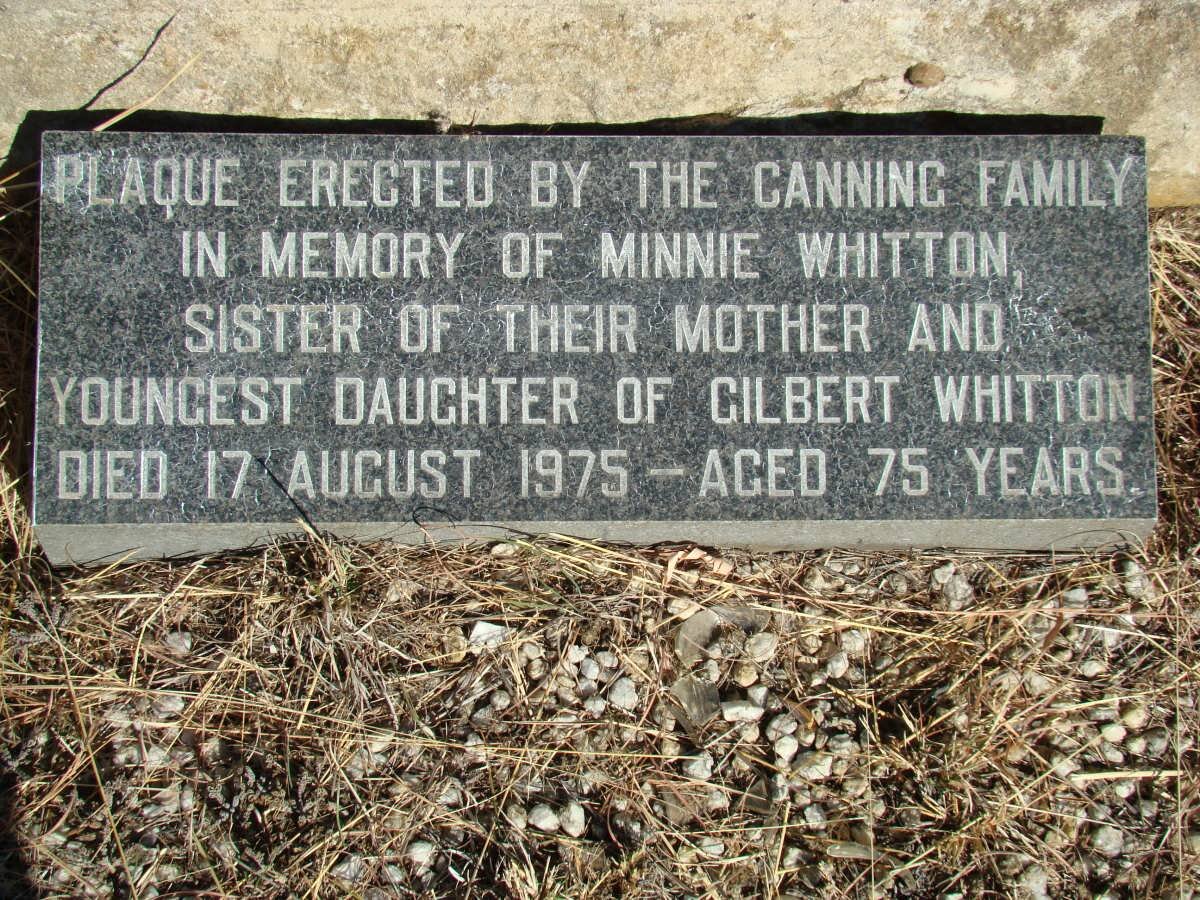 PLAQUE ERECTED BY THE CANNING FAMILY
IN MEMORY OF MINNIE WHITTON,
SISTER OF THEIR MOTHER AND
YOUNGEST DAUGHTER OF GILBERT WHITTON.
DIED 17 AUGUST 1975 – AGED 75 YEARS.